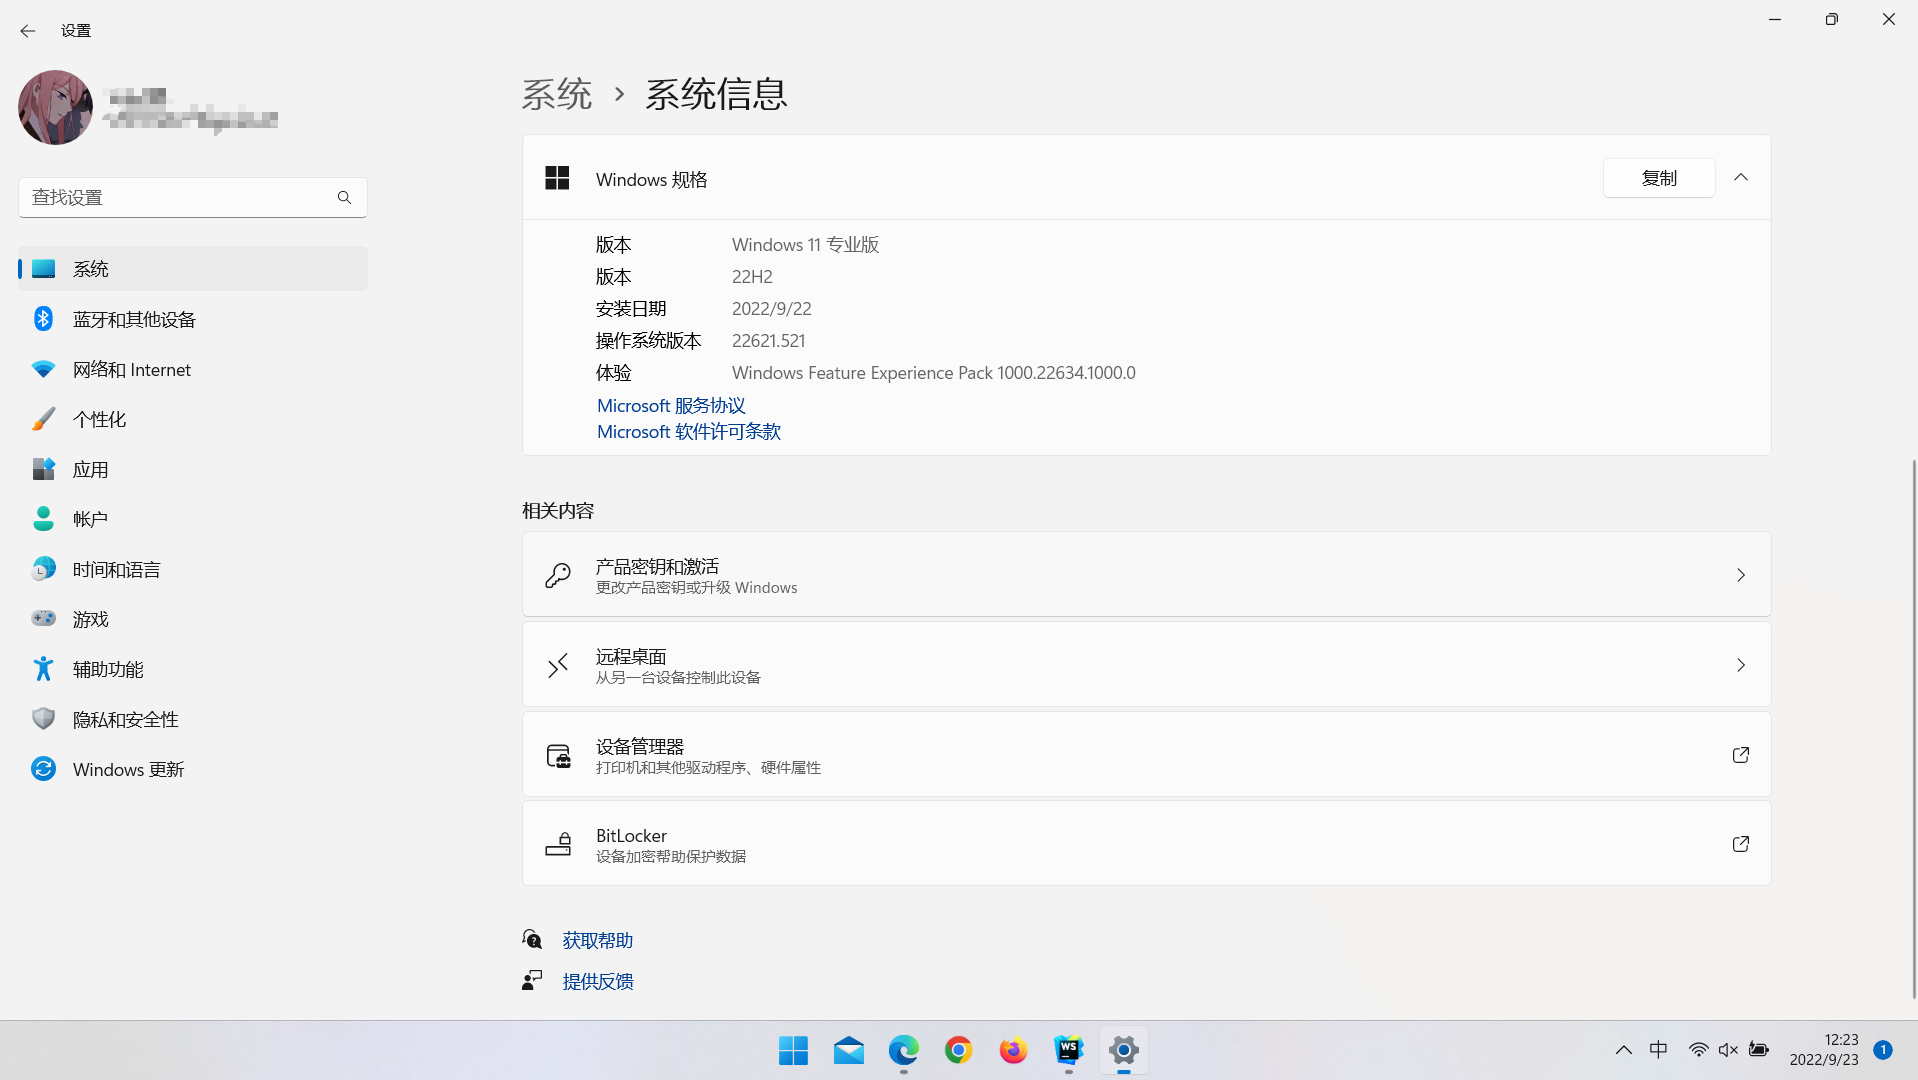 设置
查找设置
系统
蓝牙和其他设备
网络和 Internet
个性化
应用
帐户
时间和语言
游戏
辅助功能
隐私和安全性
Windows 更新
系统 › 系统信息
Windows 规格
复制
版本 Windows 11 专业版
版本 22H2
安装日期 2022/9/22
操作系统版本 22621.521
体验 Windows Feature Experience Pack 1000.22634.1000.0
Microsoft 服务协议
Microsoft 软件许可条款
相关内容
产品密钥和激活
更改产品密钥或升级 Windows
远程桌面
从另一台设备控制此设备
设备管理器
打印机和其他驱动程序、硬件属性
BitLocker
设备加密帮助保护数据
获取帮助
提供反馈
WS
中
12:23
2022/9/23
1